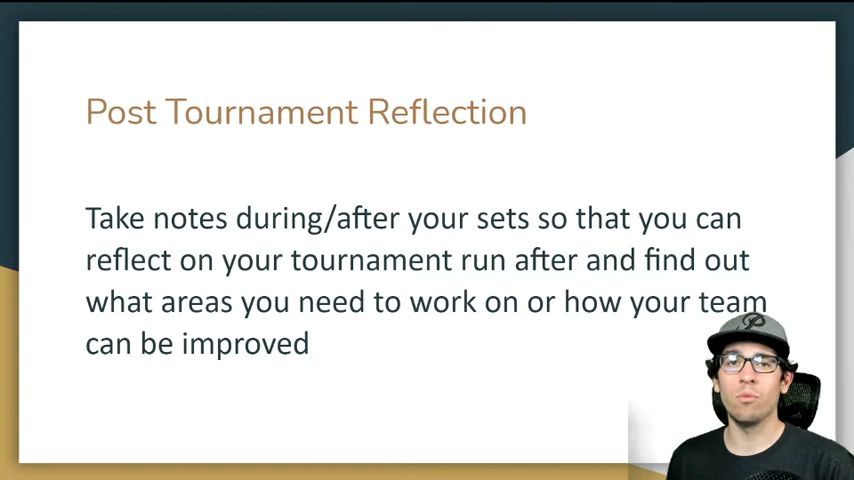 Post Tournament Reflection
Take notes during/after your sets so that you can
reflect on your tournament run after and find out
what areas you need to work on or how your team
can be improved